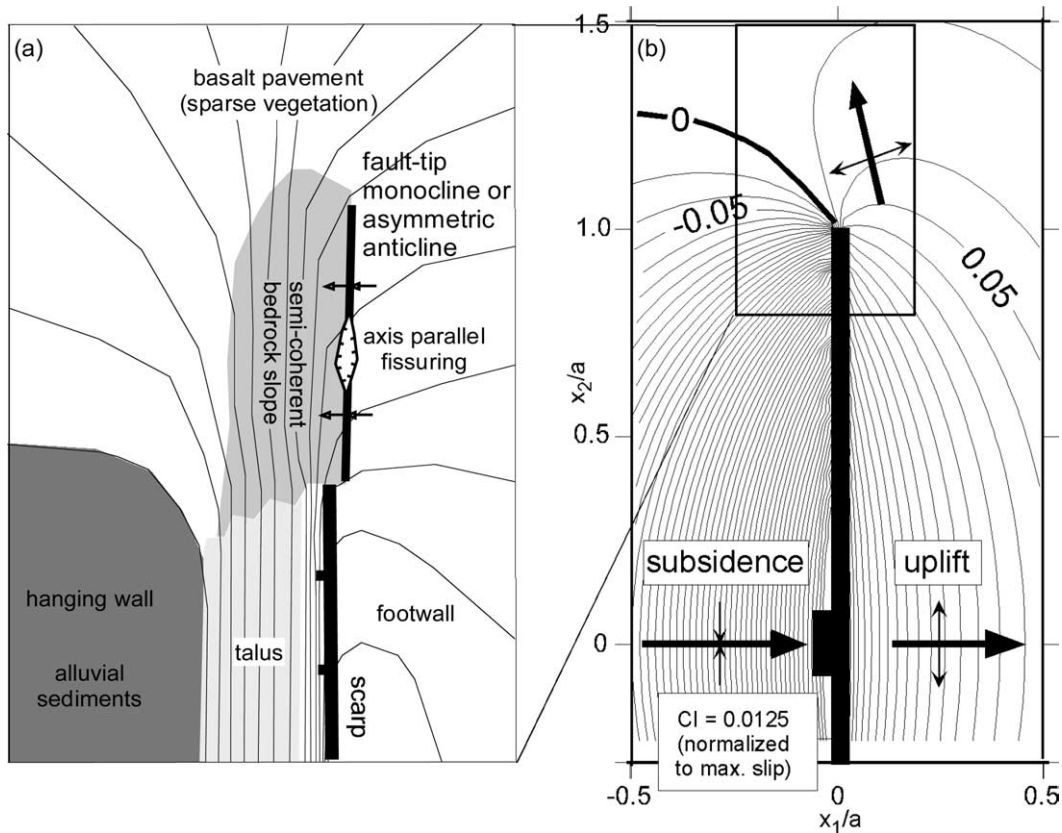 (a)
basalt pavement
(sparse vegetation)
fault-tip
monocline or
asymmetric
anticline
semi-coherent
bedrock slope
axis parallel
fissuring
hanging wall
alluvial
sediments
talus
footwall
scarp
(b)
1.5
1.0
0.5
0
x2/a
0
-0.05
0.05
subsidence
uplift
CI = 0.0125
(normalized
to max. slip)
-0.5
0
0.5
x1/a